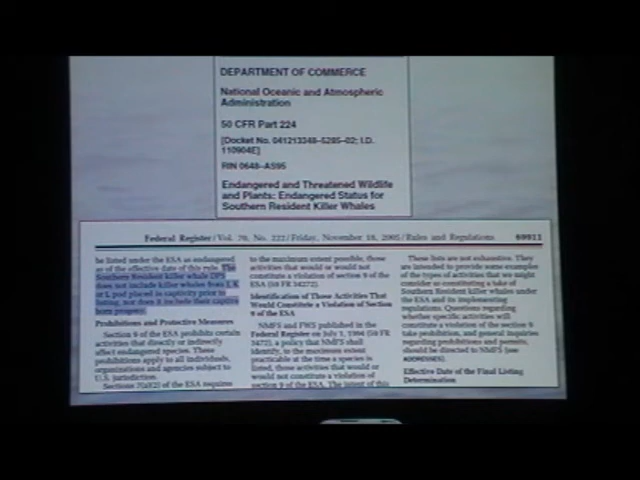 DEPARTMENT OF COMMERCE
National Oceanic and Atmospheric
Administration
50 CFR Part 224
[Docket No. 041213348–5285–02; I.D.
110904E]
RIN 0648–AS95
Endangered and Threatened Wildlife
and Plants: Endangered Status for
Southern Resident Killer Whales
Federal Register / Vol. 70, No. 222 / Friday, November 18, 2005 / Rules and Regulations 69911
be listed under the ESA as endangered
as of the effective date of this rule. The
Southern Resident killer whale DPS
does not include killer whales from J, K
or L pod placed in captivity prior to
listing, nor does it include their captive
born progeny.
Prohibitions and Protective Measures
Section 9 of the ESA prohibits certain
activities that directly or indirectly
affect endangered species. These
prohibitions apply to all individuals,
organizations and agencies subject to
U.S. jurisdiction.
Sections 7(a)(2) of the ESA requires
to the maximum extent possible, those
activities that would or would not
constitute a violation of section 9 of the
ESA (59 FR 34272).
Identification of Those Activities That
Would Constitute a Violation of Section
9 of the ESA
NMFS and FWS published in the
Federal Register on July 1, 1994 (59 FR
3472), a policy that NMFS shall
identify, to the maximum extent
practicable at the time a species is
listed, those activities that would or
would not constitute a violation of
section 9 of the ESA. The intent of this
These lists are not exhaustive. They
are intended to provide some examples
of the types of activities that we might
consider as constituting a take of
Southern Resident killer whales under
the ESA and its implementing
regulations. Questions regarding
whether specific activities will
constitute a violation of the section 9
take prohibition, and general inquiries
regarding prohibitions and permits,
should be directed to NMFS (see
ADDRESSES).
Effective Date of the Final Listing
Determination